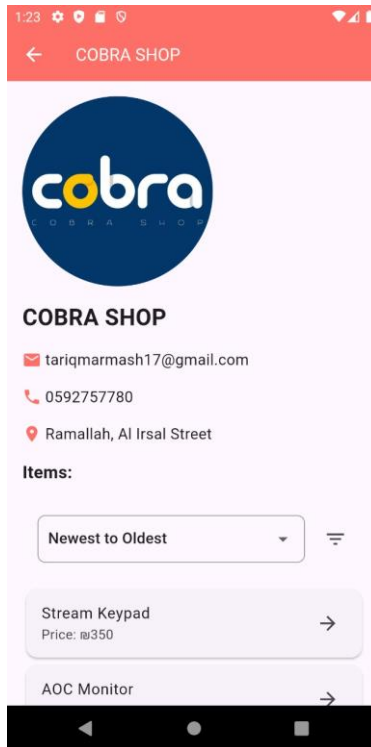 1:23
COBRA SHOP
cobra
COBRA SHOP
COBRA SHOP
tariqmarmash17@gmail.com
0592757780
Ramallah, Al Irsal Street
Items:
Newest to Oldest
Stream Keypad
Price: ₪350
AOC Monitor